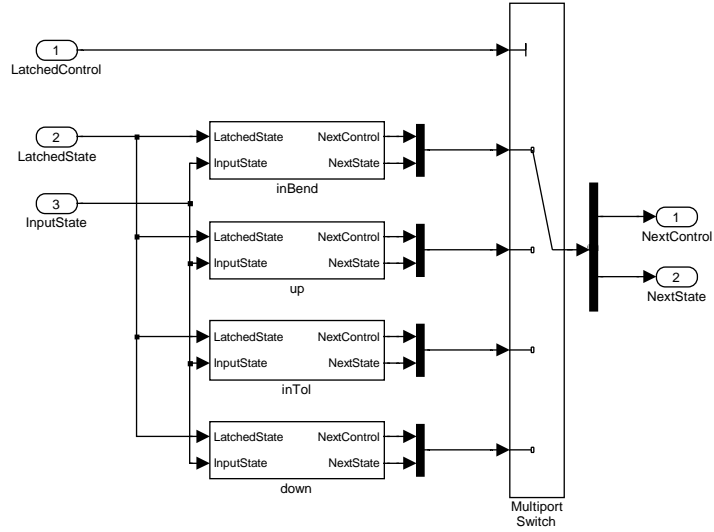 1
LatchedControl
2
LatchedState
3
InputState
LatchedState NextControl
InputState NextState
inBend
LatchedState NextControl
InputState NextState
up
LatchedState NextControl
InputState NextState
inTol
LatchedState NextControl
InputState NextState
down
Multiport
Switch
1
NextControl
2
NextState